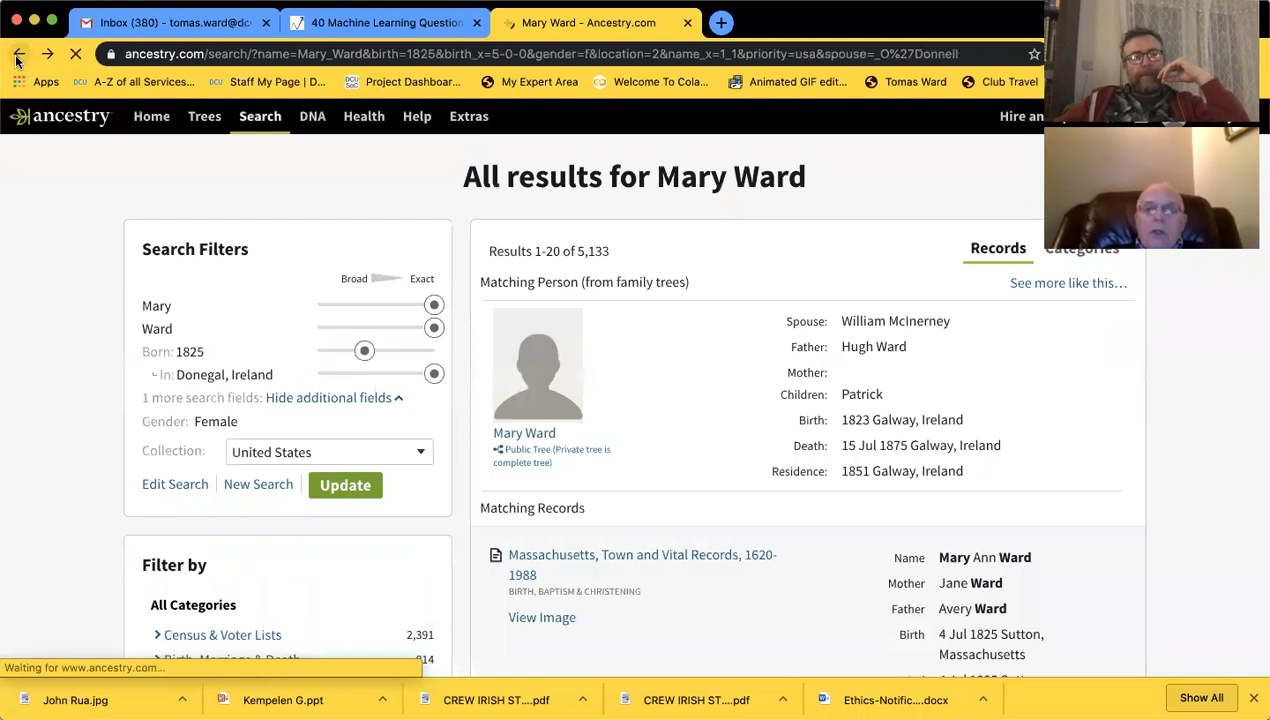 Inbox (380) - tomas.ward@dc
40 Machine Learning Question
Mary Ward - Ancestry.com
ancestry.com/search/?name=Mary_Ward&birth=1825&birth_x=5-0-0&gender=f&location=2&name_x=1_1&priority=usa&spouse=_O%27Donnell
Apps
A-Z of all Services...
Staff My Page | D...
Project Dashboar...
My Expert Area
Welcome To Cola...
Animated GIF edit...
Tomas Ward
Club Travel
ancestry
Home
Trees
Search
DNA
Health
Help
Extras
Hire an
All results for Mary Ward
Search Filters
Broad
Exact
Mary
Ward
Born: 1825
In: Donegal, Ireland
1 more search fields: Hide additional fields
Gender: Female
Collection:
United States
Edit Search
New Search
Update
Filter by
All Categories
Census & Voter Lists
2,391
Birth, Marriage & Death
814
Results 1-20 of 5,133
Records
Categories
Matching Person (from family trees)
See more like this...
Mary Ward
Public Tree (Private tree is
complete tree)
Spouse: William McInerney
Father: Hugh Ward
Mother:
Children: Patrick
Birth: 1823 Galway, Ireland
Death: 15 Jul 1875 Galway, Ireland
Residence: 1851 Galway, Ireland
Matching Records
Massachusetts, Town and Vital Records, 1620-
1988
BIRTH, BAPTISM & CHRISTENING
View Image
Name Mary Ann Ward
Mother Jane Ward
Father Avery Ward
Birth 4 Jul 1825 Sutton,
Massachusetts
Waiting for www.ancestry.com...
John Rua.jpg
Kempelen G.ppt
CREW IRISH ST....pdf
CREW IRISH ST....pdf
Ethics-Notific...docx
Show All